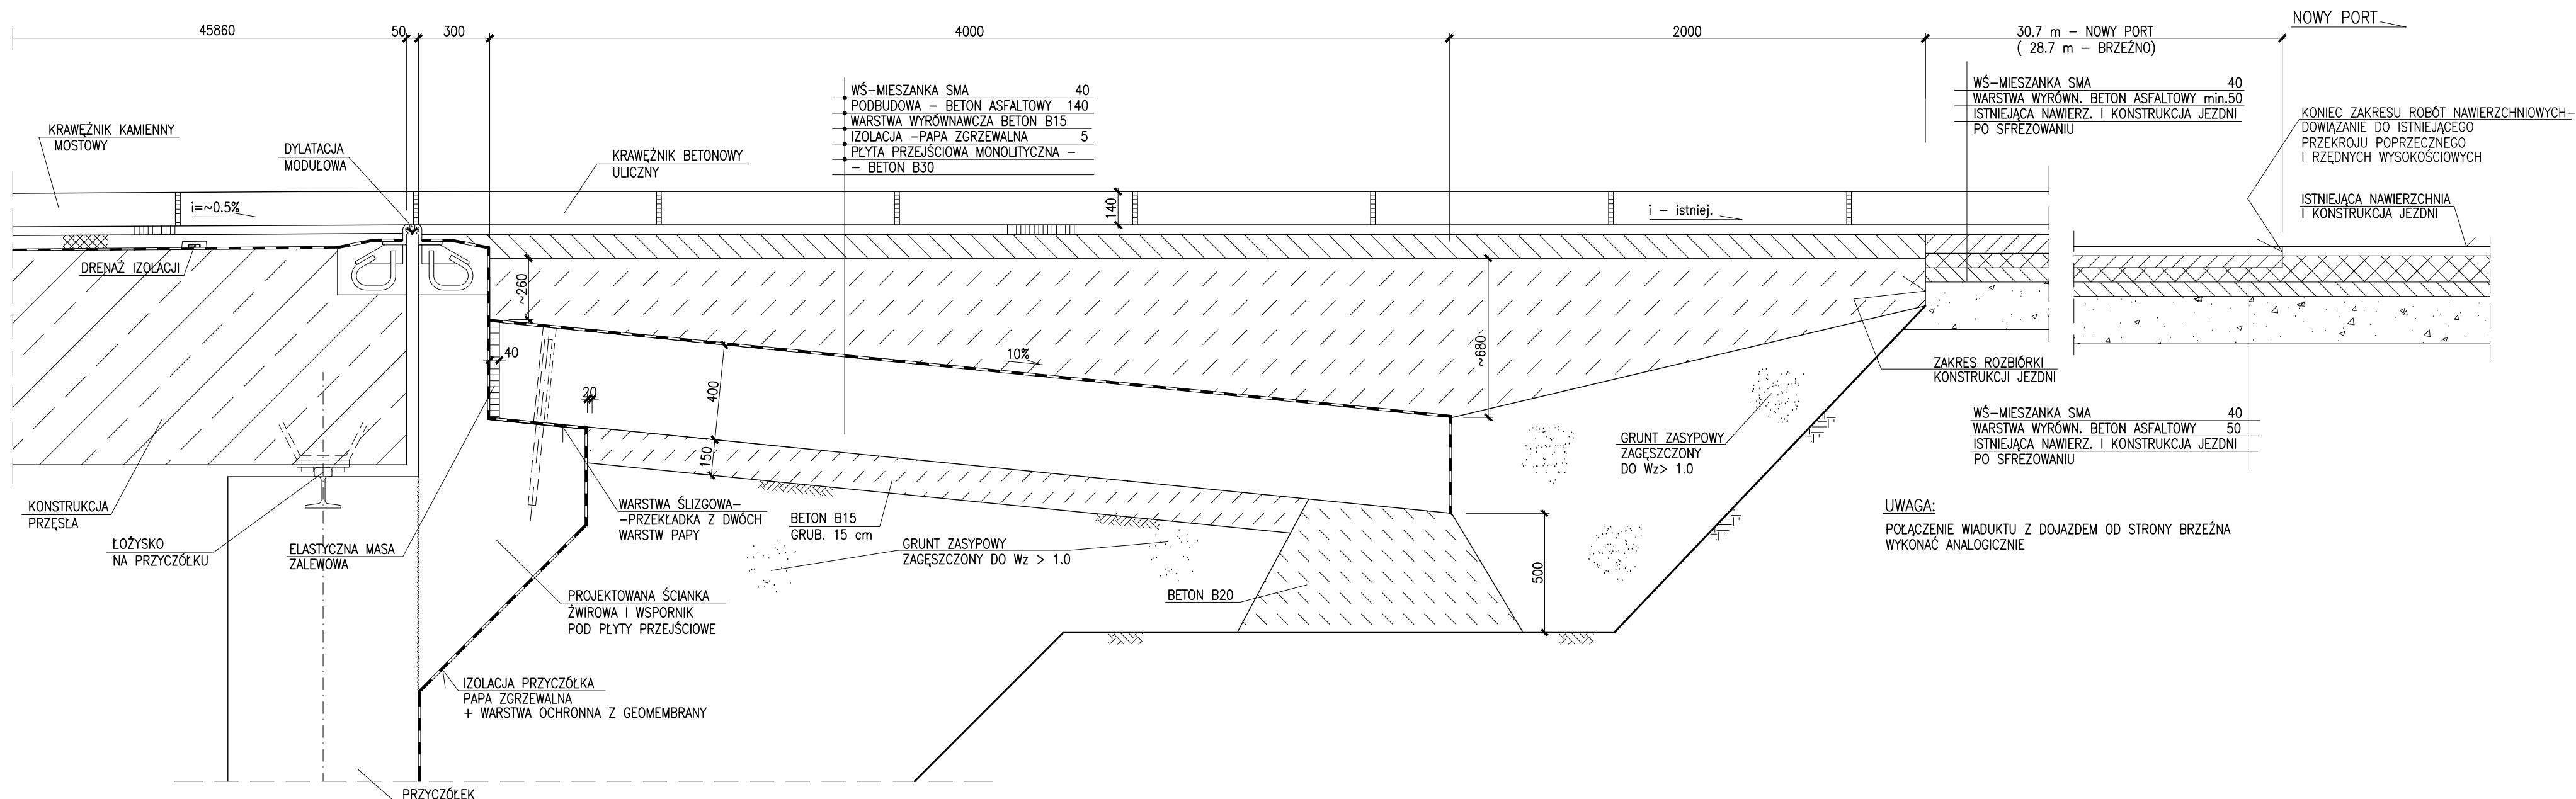 NOWY PORT
45860
50
300
4000
2000
30.7 m – NOWY PORT
( 28.7 m – BRZEŹNO)
WŚ–MIESZANKA SMA 40
PODBUDOWA – BETON ASFALTOWY 140
WARSTWA WYRÓWNAWCZA BETON B15
IZOLACJA –PAPA ZGRZEWALNA 5
PŁYTA PRZEJŚCIOWA MONOLITYCZNA –
– BETON B30
WŚ–MIESZANKA SMA 40
WARSTWA WYRÓWN. BETON ASFALTOWY min.50
ISTNIEJĄCA NAWIERZ. I KONSTRUKCJA JEZDNI
PO SFREZOWANIU
KONIEC ZAKRESU ROBÓT NAWIERZCHNIOWYCH–
DOWIĄZANIE DO ISTNIEJĄCEGO
PRZEKROJU POPRZECZNEGO
I RZĘDNYCH WYSOKOŚCIOWYCH
KRAWĘŻNIK KAMIENNY
MOSTOWY
DYLATACJA
MODUŁOWA
KRAWĘŻNIK BETONOWY
ULICZNY
ISTNIEJĄCA NAWIERZCHNIA
I KONSTRUKCJA JEZDNI
i=~0.5%
140
i – istniej.
DRENAŻ IZOLACJI
~260
~680
40
10%
400
20
150
ZAKRES ROZBIÓRKI
KONSTRUKCJI JEZDNI
WŚ–MIESZANKA SMA 40
WARSTWA WYRÓWN. BETON ASFALTOWY 50
ISTNIEJĄCA NAWIERZ. I KONSTRUKCJA JEZDNI
PO SFREZOWANIU
GRUNT ZASYPOWY
ZAGĘSZCZONY
DO Wz> 1.0
KONSTRUKCJA
PRZĘSŁA
ŁOŻYSKO
NA PRZYCZÓŁKU
ELASTYCZNA MASA
ZALEWOWA
WARSTWA ŚLIZGOWA–
–PRZEKŁADKA Z DWÓCH
WARSTW PAPY
BETON B15
GRUB. 15 cm
GRUNT ZASYPOWY
ZAGĘSZCZONY DO Wz > 1.0
UWAGA:
POŁĄCZENIE WIADUKTU Z DOJAZDEM OD STRONY BRZEŹNA
WYKONAĆ ANALOGICZNIE
500
BETON B20
PROJEKTOWANA ŚCIANKA
ŻWIROWA I WSPORNIK
POD PŁYTY PRZEJŚCIOWE
IZOLACJA PRZYCZÓŁKA
PAPA ZGRZEWALNA
+ WARSTWA OCHRONNA Z GEOMEMBRANY
PRZYCZÓŁEK